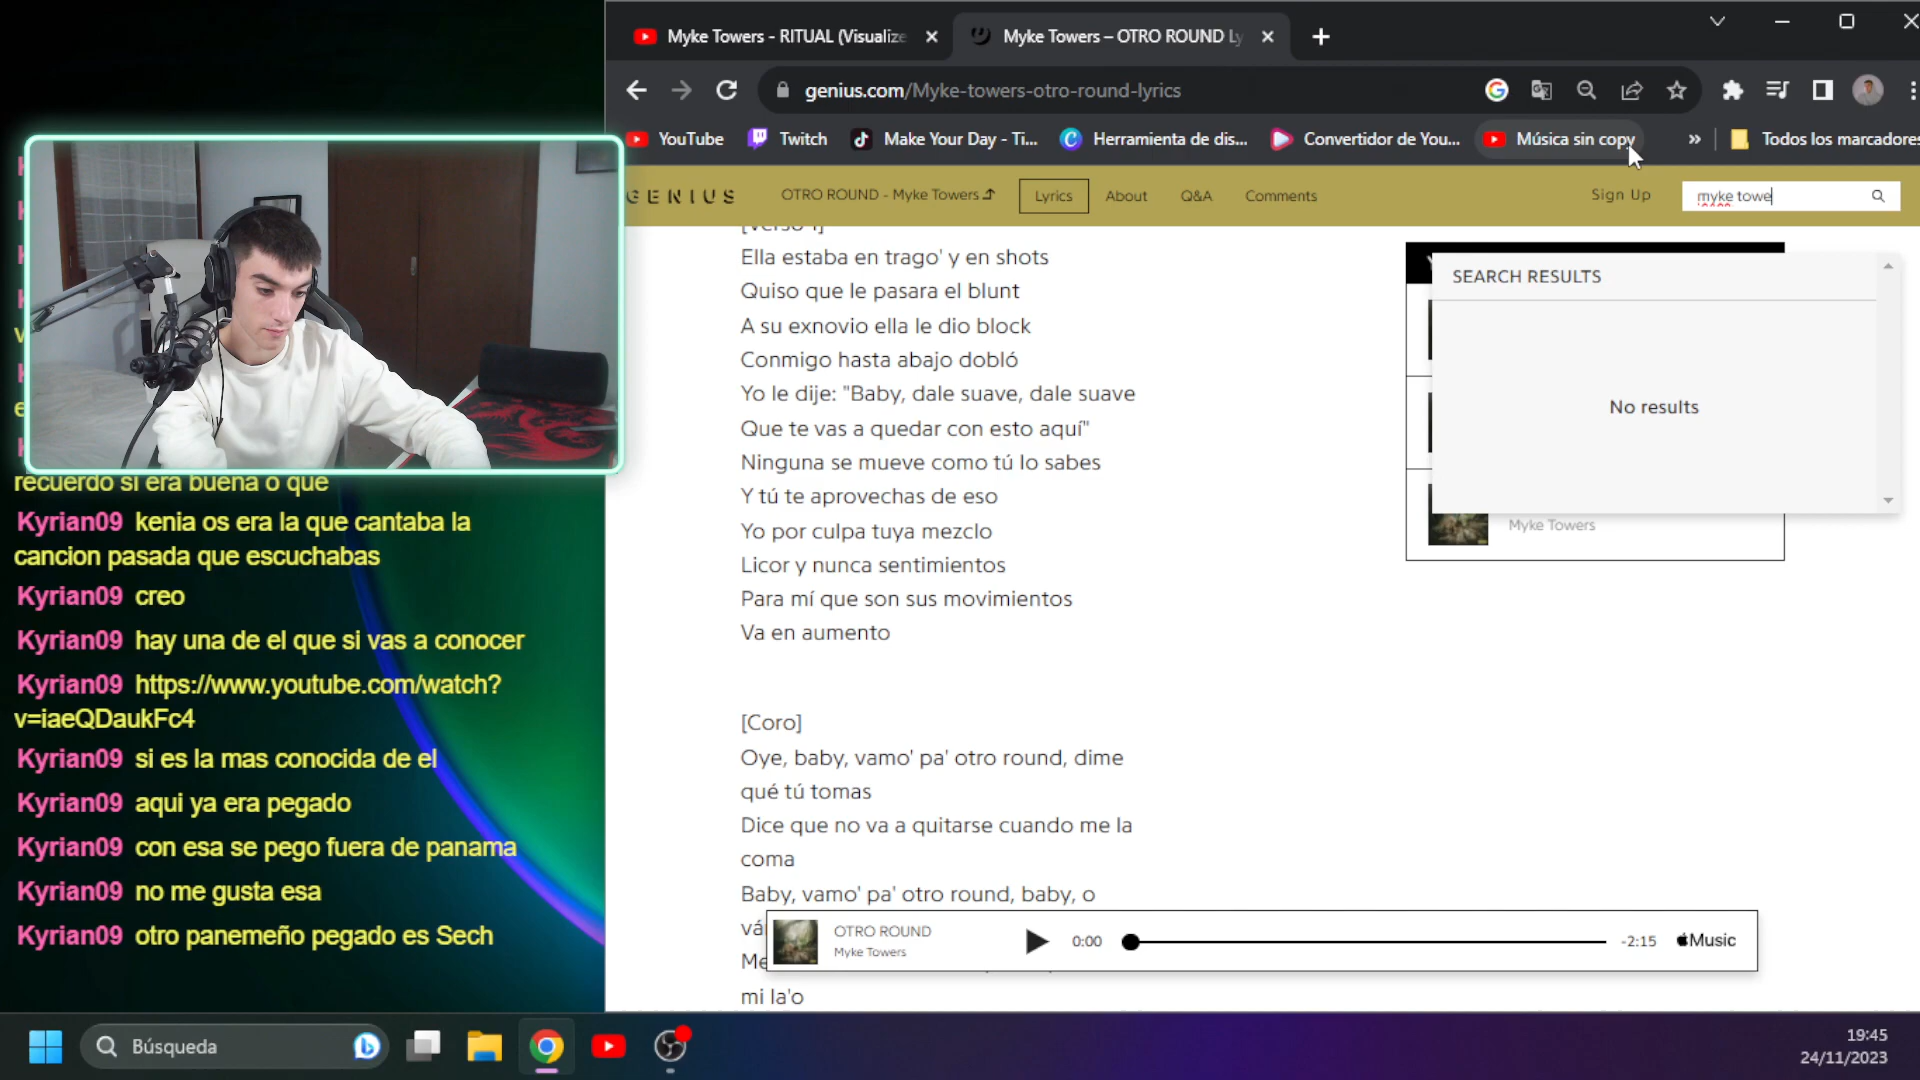 Myke Towers - RITUAL (Visualize
Myke Towers – OTRO ROUND Ly
genius.com/Myke-towers-otro-round-lyrics
YouTube
Twitch
Make Your Day - Ti...
Herramienta de dis...
Convertidor de You...
Música sin copy
»
Todos los marcadores
GENIUS
OTRO ROUND - Myke Towers
Lyrics
About
Q&A
Comments
Sign Up
myke towe
[Verso 1]
Ella estaba en trago' y en shots
Quiso que le pasara el blunt
A su exnovio ella le dio block
Conmigo hasta abajo dobló
Yo le dije: "Baby, dale suave, dale suave
Que te vas a quedar con esto aquí"
Ninguna se mueve como tú lo sabes
Y tú te aprovechas de eso
Yo por culpa tuya mezclo
Licor y nunca sentimientos
Para mí que son sus movimientos
Va en aumento
[Coro]
Oye, baby, vamo' pa' otro round, dime
qué tú tomas
Dice que no va a quitarse cuando me la
coma
Baby, vamo' pa' otro round, baby, o
Me
mi la'o
SEARCH RESULTS
No results
Myke Towers
OTRO ROUND
Myke Towers
0:00
-2:15
Music
recuerdo si era buena o que
Kyrian09 kenia os era la que cantaba la
cancion pasada que escuchabas
Kyrian09 creo
Kyrian09 hay una de el que si vas a conocer
Kyrian09 https://www.youtube.com/watch?
v=iaeQDaukFc4
Kyrian09 si es la mas conocida de el
Kyrian09 aqui ya era pegado
Kyrian09 con esa se pego fuera de panama
Kyrian09 no me gusta esa
Kyrian09 otro panemeño pegado es Sech
Búsqueda
19:45
24/11/2023